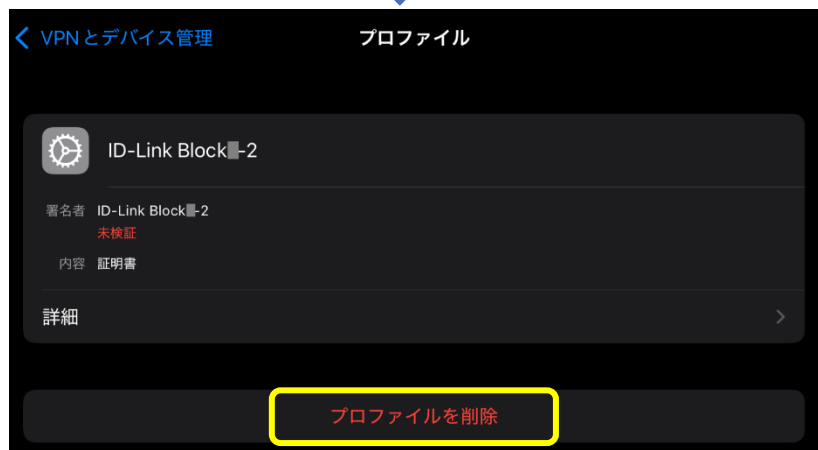 VPNとデバイス管理
プロファイル
ID-Link Block -2
署名者 ID-Link Block -2
未検証
内容 証明書
詳細
プロファイルを削除